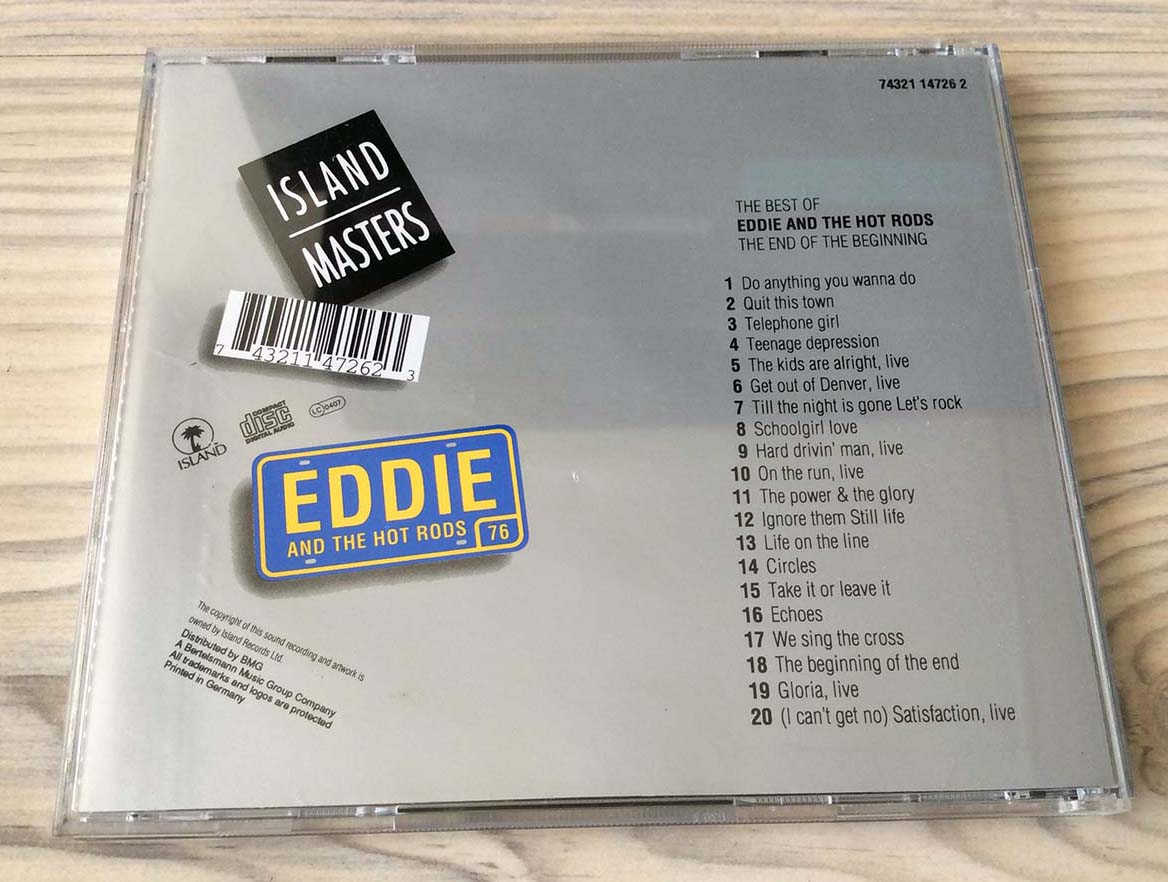 74321 14726 2
ISLAND
MASTERS
7 43211 47262 3
ISLAND
COMPACT
disc
DIGITAL AUDIO
LC 0407
EDDIE
AND THE HOT RODS 76
The copyright of this sound recording and artwork is
owned by Island Records Ltd.
Distributed by BMG
A Bertelsmann Music Group Company
All trademarks and logos are protected
Printed in Germany
THE BEST OF
EDDIE AND THE HOT RODS
THE END OF THE BEGINNING
1 Do anything you wanna do
2 Quit this town
3 Telephone girl
4 Teenage depression
5 The kids are alright, live
6 Get out of Denver, live
7 Till the night is gone Let's rock
8 Schoolgirl love
9 Hard drivin' man, live
10 On the run, live
11 The power & the glory
12 Ignore them Still life
13 Life on the line
14 Circles
15 Take it or leave it
16 Echoes
17 We sing the cross
18 The beginning of the end
19 Gloria, live
20 (I can't get no) Satisfaction, live